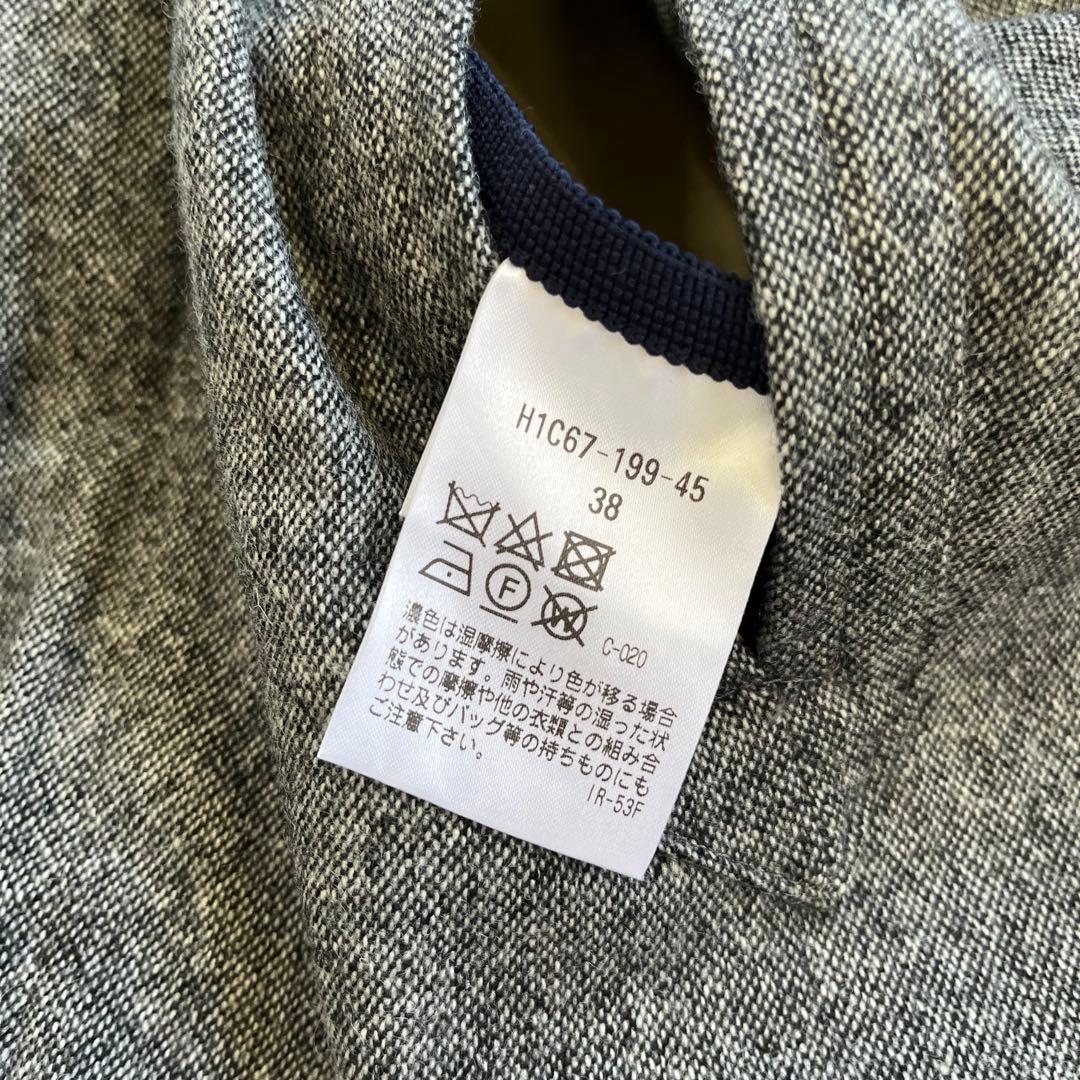 H1C67-199-45
38
F
W
C-020
濃色は湿摩擦により色が移る場合
があります。雨や汗等の湿った状
態での摩擦や他の衣類との組み合
わせ及びバッグ等の持ちものにも
ご注意下さい。
IR-53F